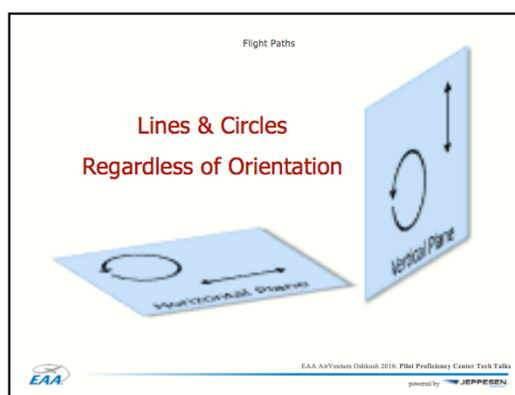 Flight Paths
Lines & Circles
Regardless of Orientation
Vertical Plane
Horizontal Plane
EAA AirVenture Oshkosh 2016: Pilot Proficiency Center Tech Talks
EAA
powered by JEPPESEN